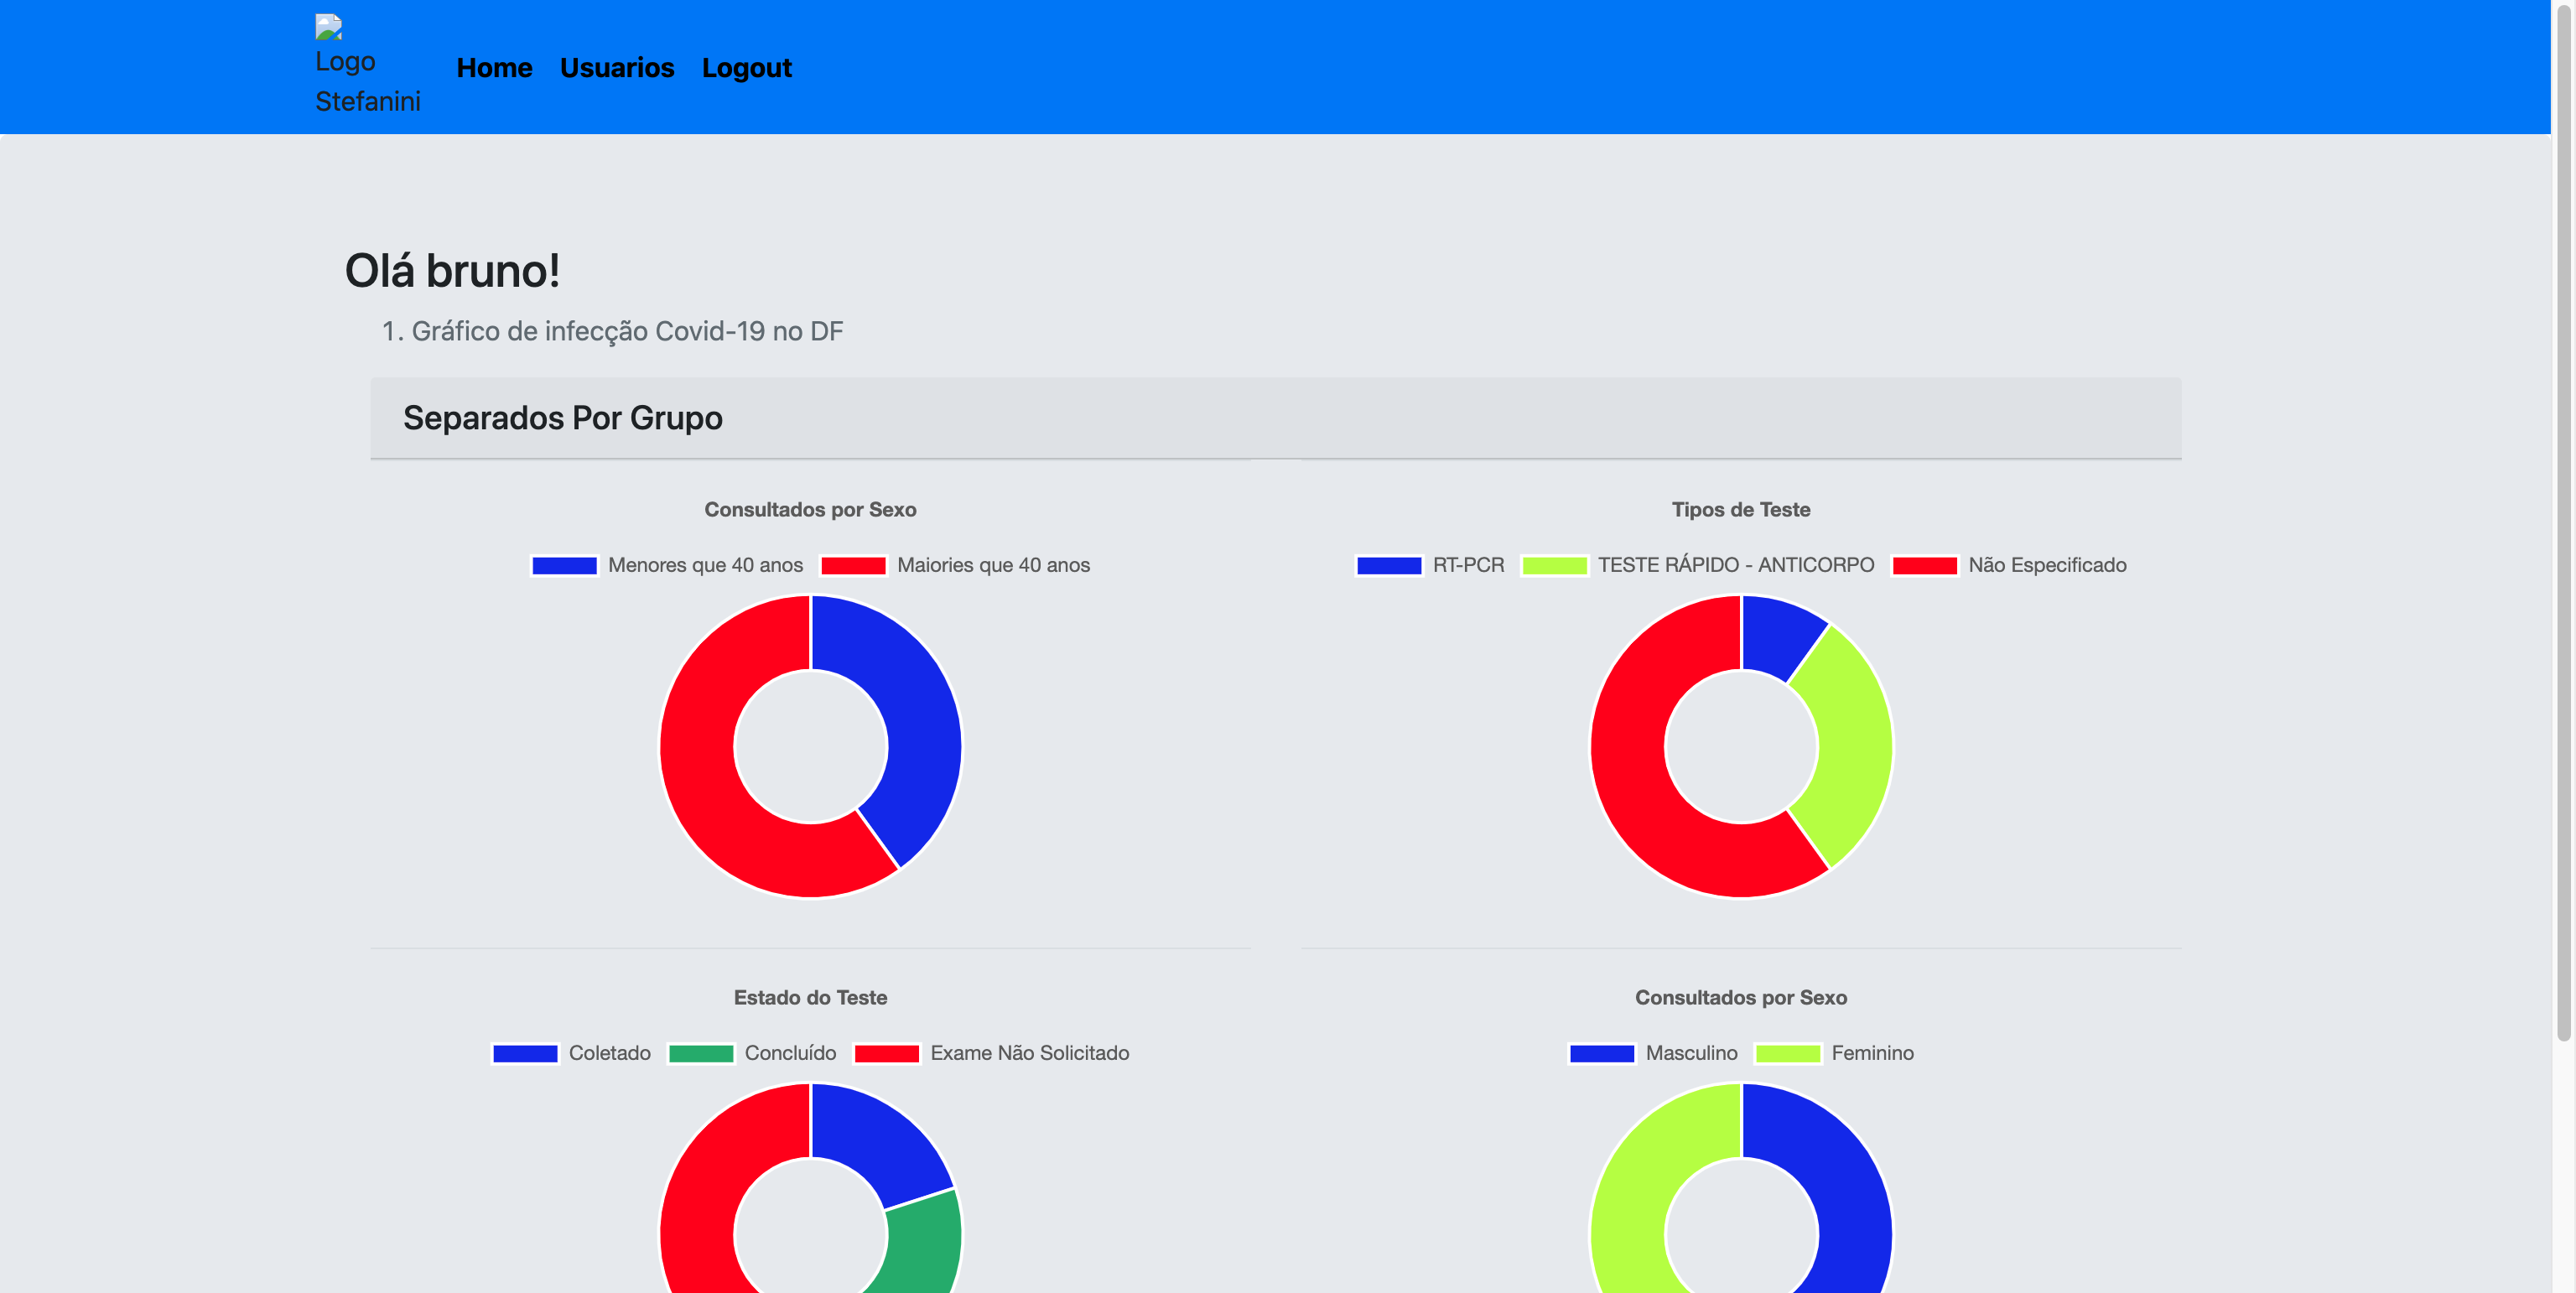 Logo
Stefanini
Home Usuarios Logout
Olá bruno!
1. Gráfico de infecção Covid-19 no DF
Separados Por Grupo
Consultados por Sexo
Menores que 40 anos Maiories que 40 anos
Tipos de Teste
RT-PCR TESTE RÁPIDO - ANTICORPO Não Especificado
Estado do Teste
Coletado Concluído Exame Não Solicitado
Consultados por Sexo
Masculino Feminino